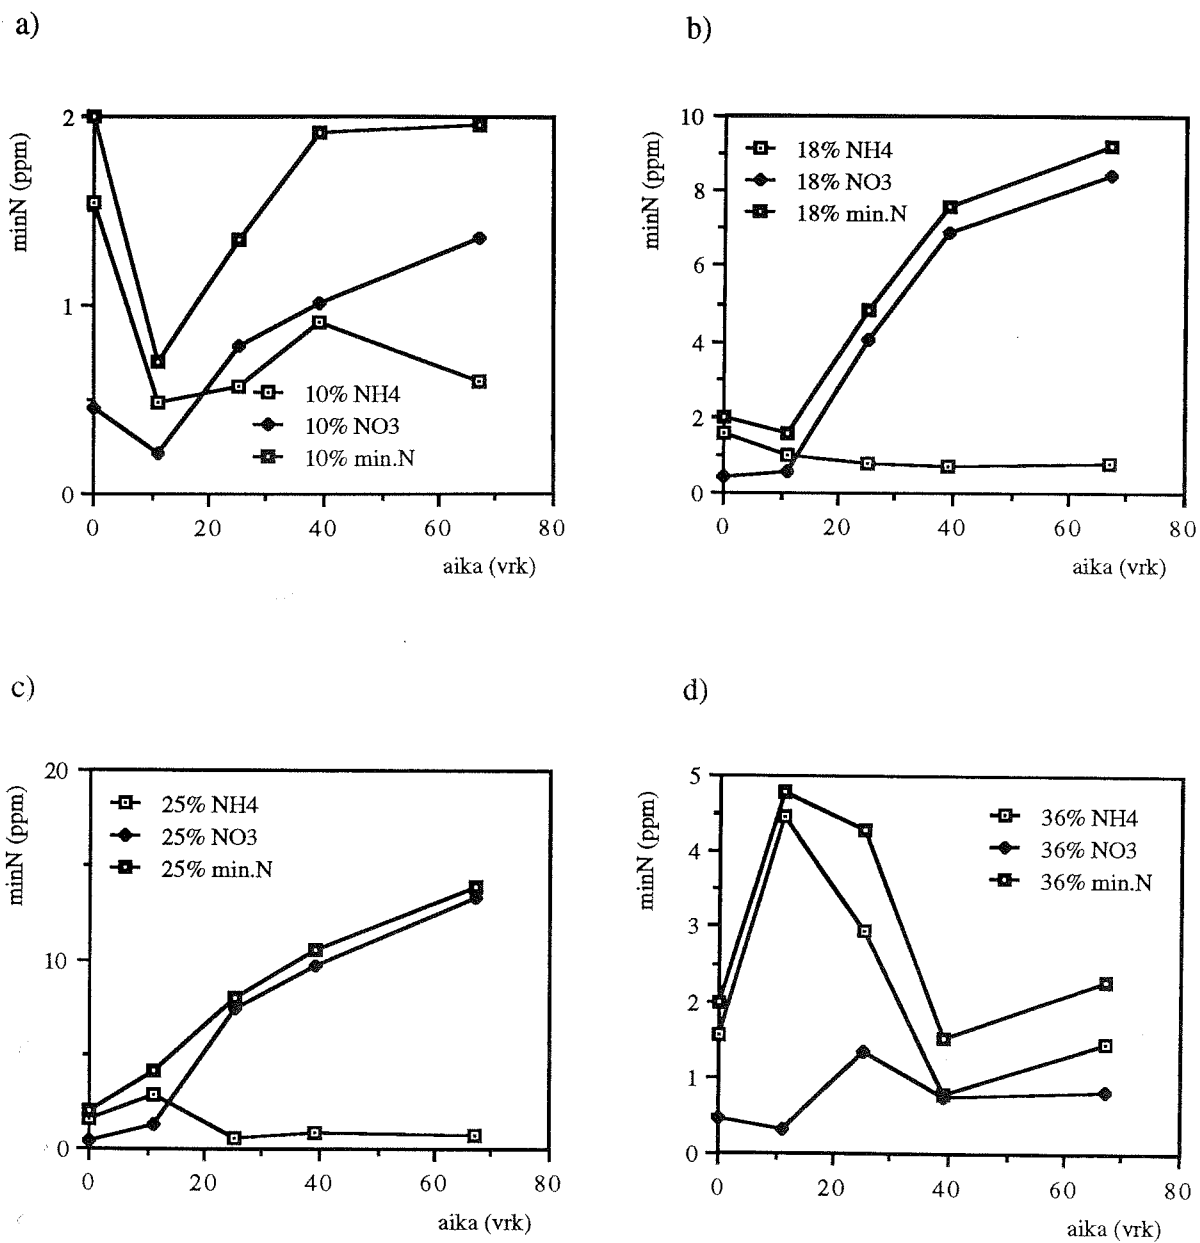 a)
minN (ppm)
2
1
0
10% NH4
10% NO3
10% min.N
0 20 40 60 80
aika (vrk)
b)
minN (ppm)
10
8
6
4
2
0
18% NH4
18% NO3
18% min.N
0 20 40 60 80
aika (vrk)
c)
minN (ppm)
20
10
0
25% NH4
25% NO3
25% min.N
0 20 40 60 80
aika (vrk)
d)
minN (ppm)
5
4
3
2
1
0
36% NH4
36% NO3
36% min.N
0 20 40 60 80
aika (vrk)